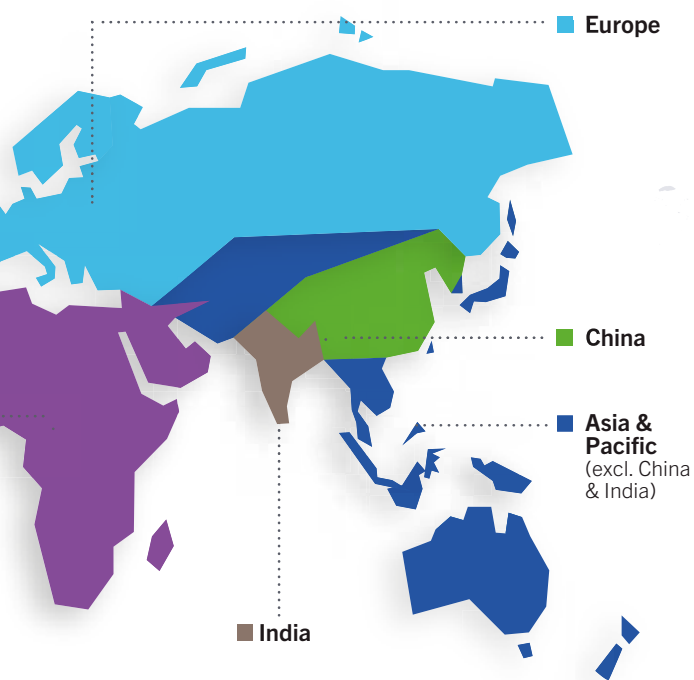 Europe
China
Asia &
Pacific
(excl. China
& India)
India